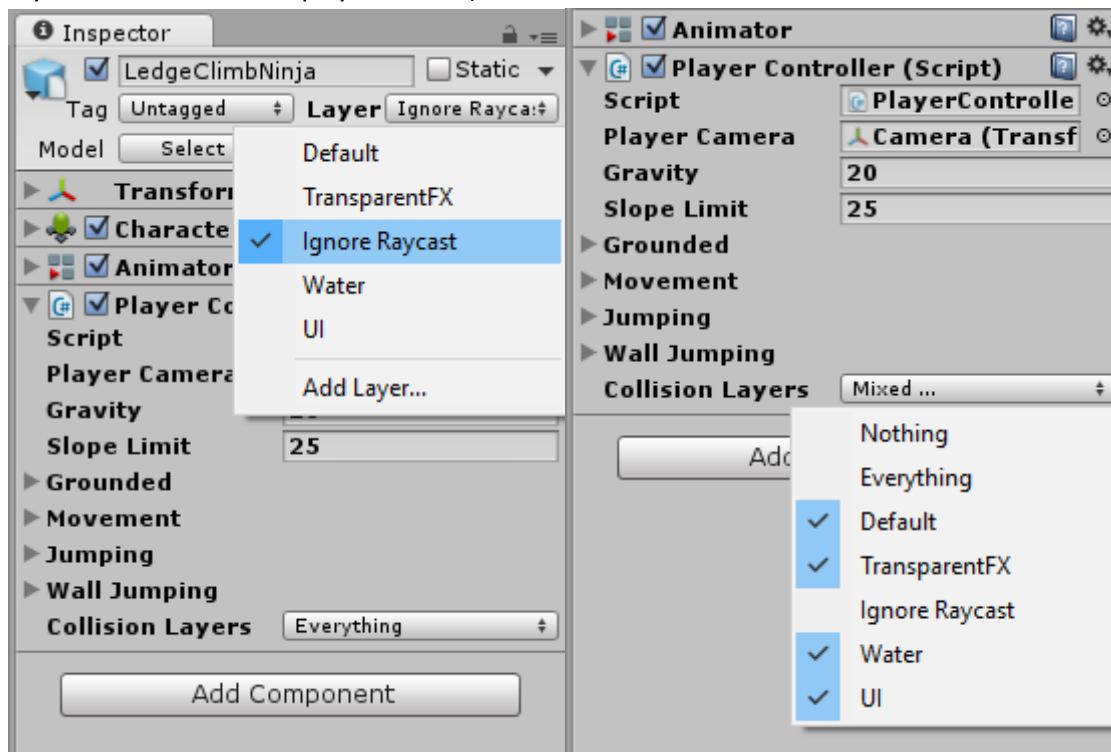 Inspector
LedgeClimbNinja Static
Tag Untagged Layer Ignore Rayca
Model Select
Default
TransparentFX
Ignore Raycast
Water
UI
Add Layer...
Transfor
Characte
Animator
Player Co
Script
Player Camera
Gravity
Slope Limit 25
Grounded
Movement
Jumping
Wall Jumping
Collision Layers Everything
Add Component
Animator
Player Controller (Script)
Script PlayerControlle
Player Camera Camera (Transf
Gravity 20
Slope Limit 25
Grounded
Movement
Jumping
Wall Jumping
Collision Layers Mixed ...
Add
Nothing
Everything
Default
TransparentFX
Ignore Raycast
Water
UI